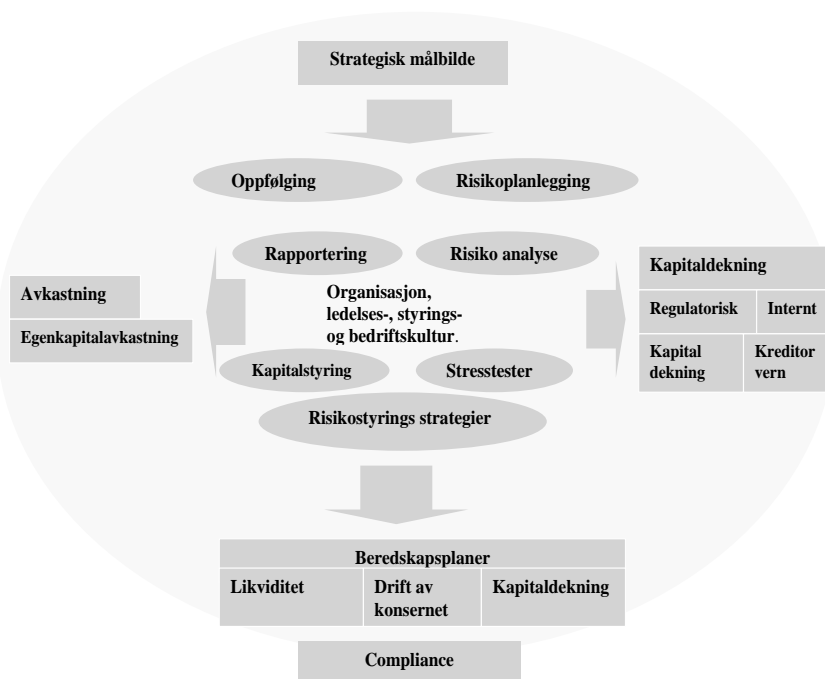 Strategisk målbilde
Oppfølging
Risikoplanlegging
Rapportering
Risiko analyse
Avkastning
Egenkapitalavkastning
Organisasjon,
ledelses-, styrings-
og bedriftskultur.
Kapitaldekning
Regulatorisk
Internt
Kapital
dekning
Kreditor
vern
Kapitalstyring
Stresstester
Risikostyrings strategier
Beredskapsplaner
Likviditet
Drift av
konsernet
Kapitaldekning
Compliance